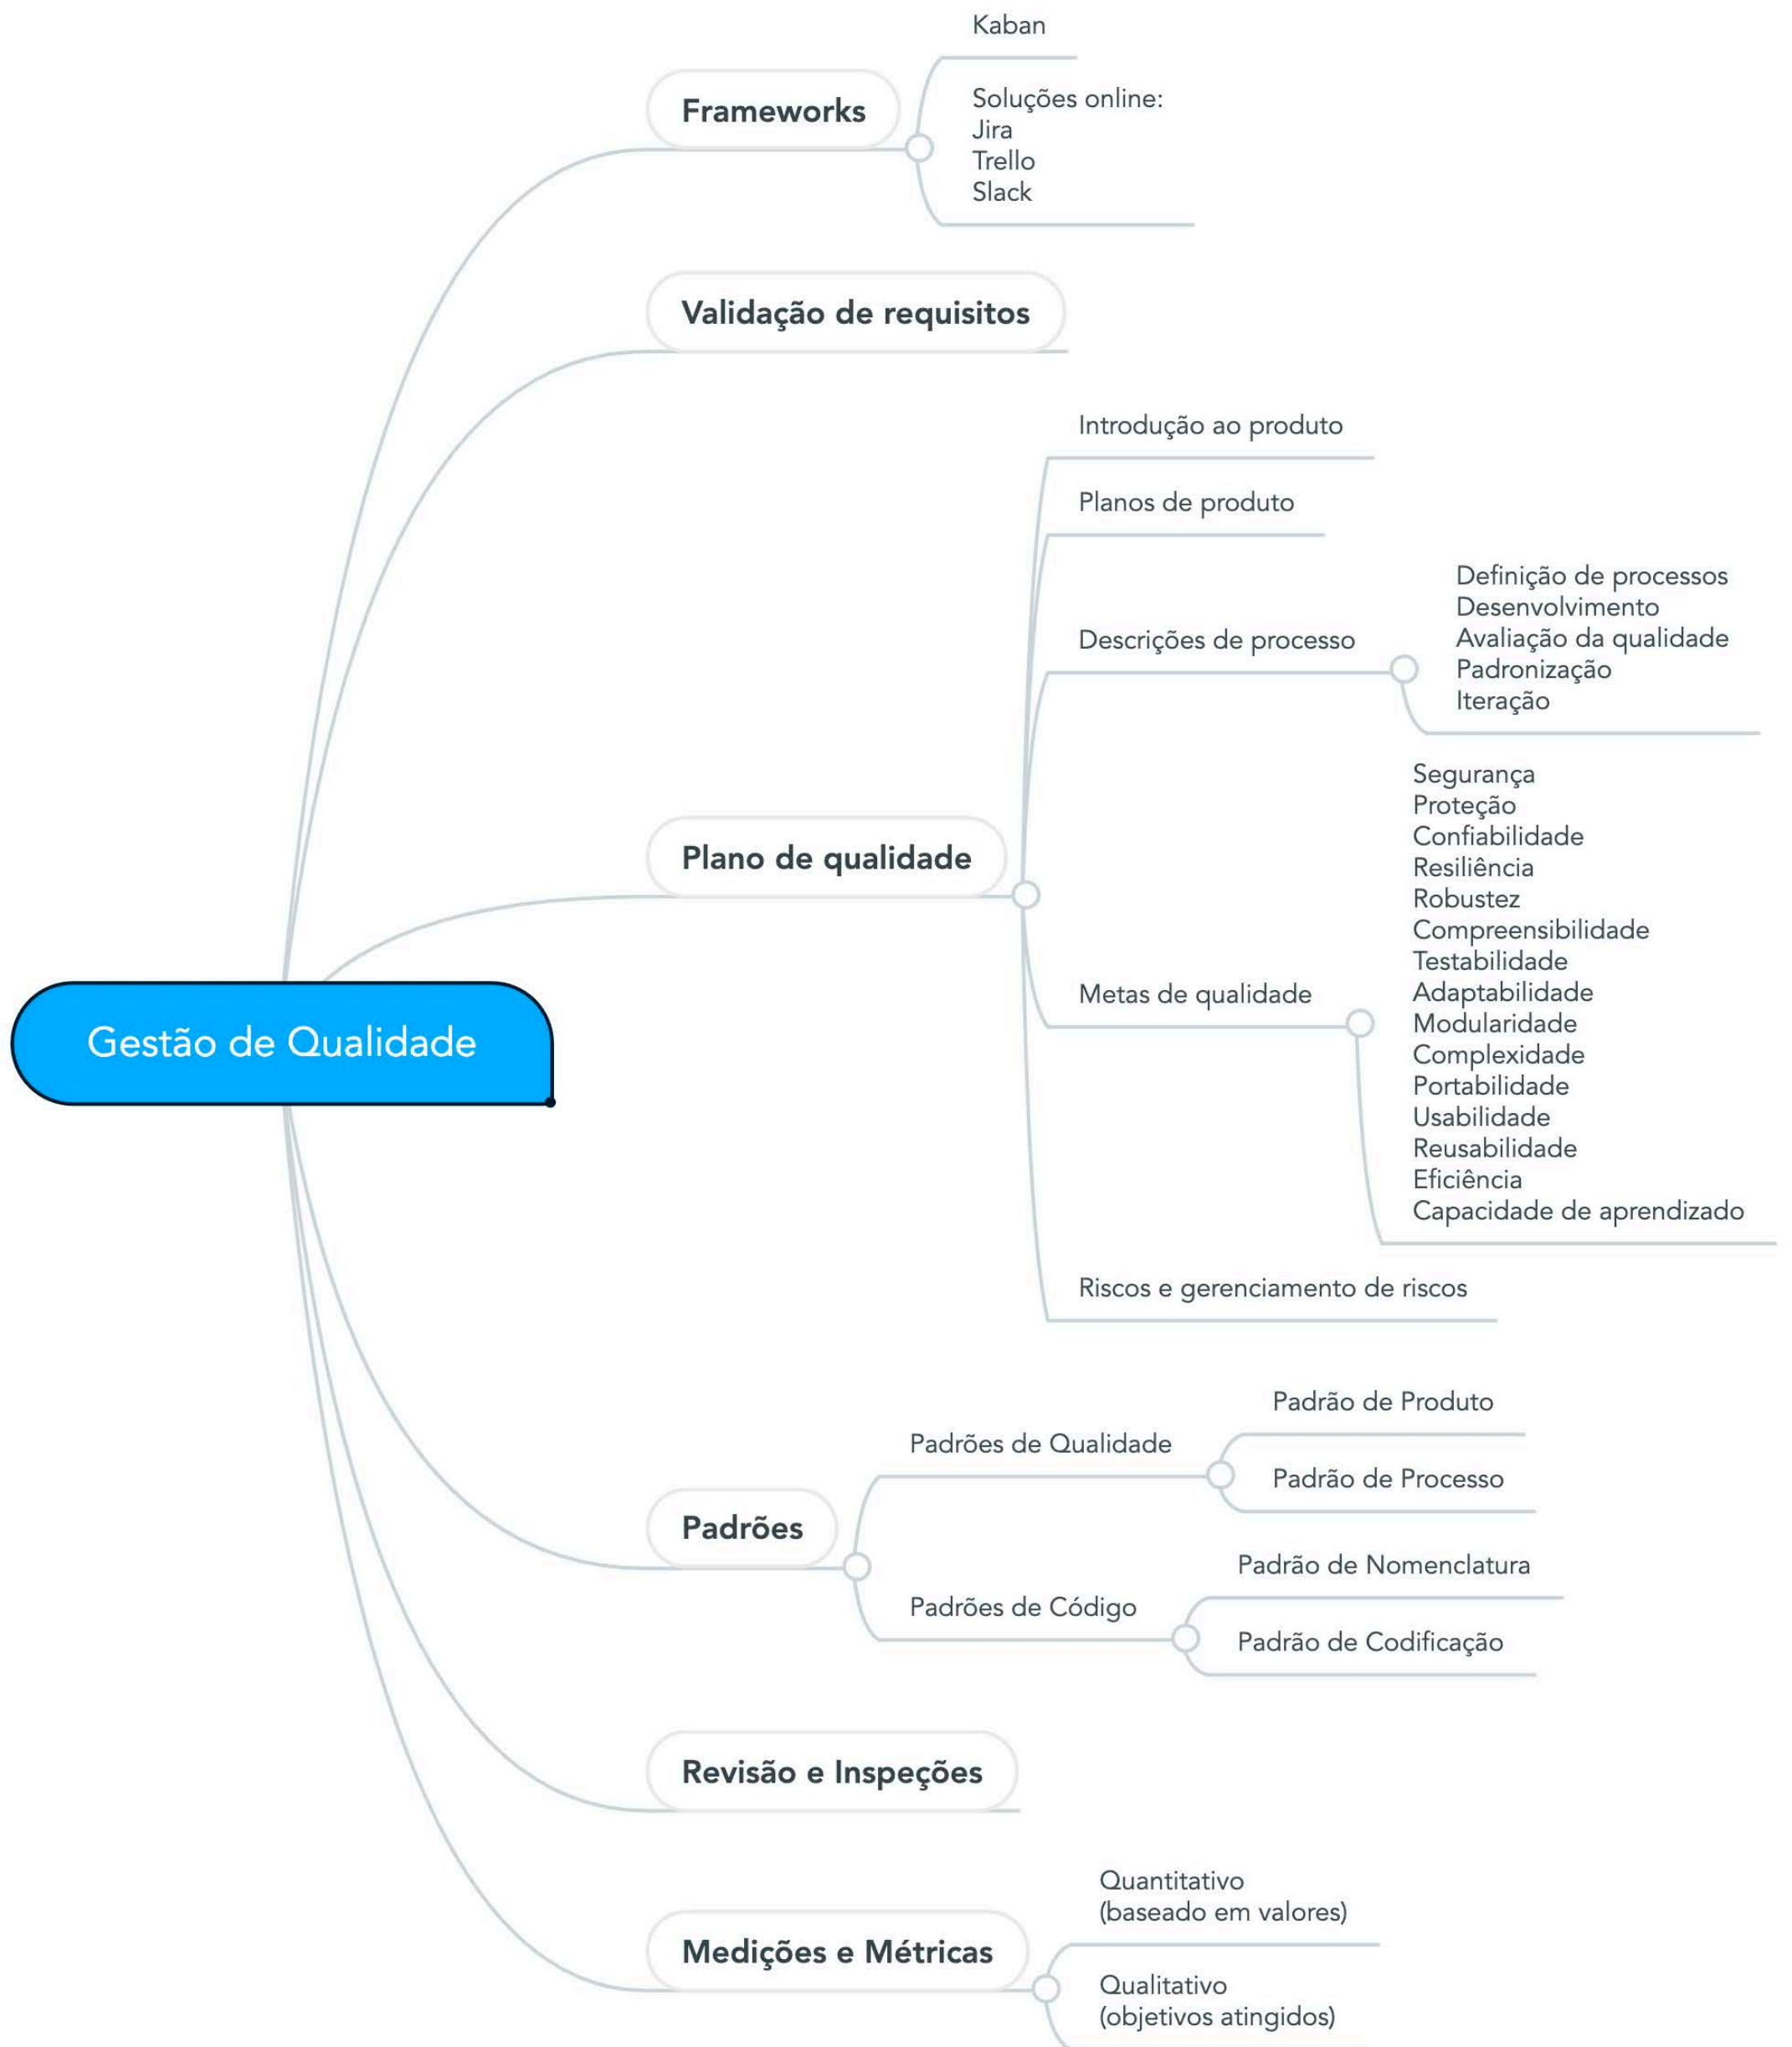 Kaban
Frameworks
Soluções online:
Jira
Trello
Slack
Validação de requisitos
Introdução ao produto
Planos de produto
Descrições de processo
Definição de processos
Desenvolvimento
Avaliação da qualidade
Padronização
Iteração
Plano de qualidade
Metas de qualidade
Segurança
Proteção
Confiabilidade
Resiliência
Robustez
Compreensibilidade
Testabilidade
Adaptabilidade
Modularidade
Complexidade
Portabilidade
Usabilidade
Reusabilidade
Eficiência
Capacidade de aprendizado
Gestão de Qualidade
Riscos e gerenciamento de riscos
Padrões
Padrões de Qualidade
Padrão de Produto
Padrão de Processo
Padrões de Código
Padrão de Nomenclatura
Padrão de Codificação
Revisão e Inspeções
Medições e Métricas
Quantitativo
(baseado em valores)
Qualitativo
(objetivos atingidos)